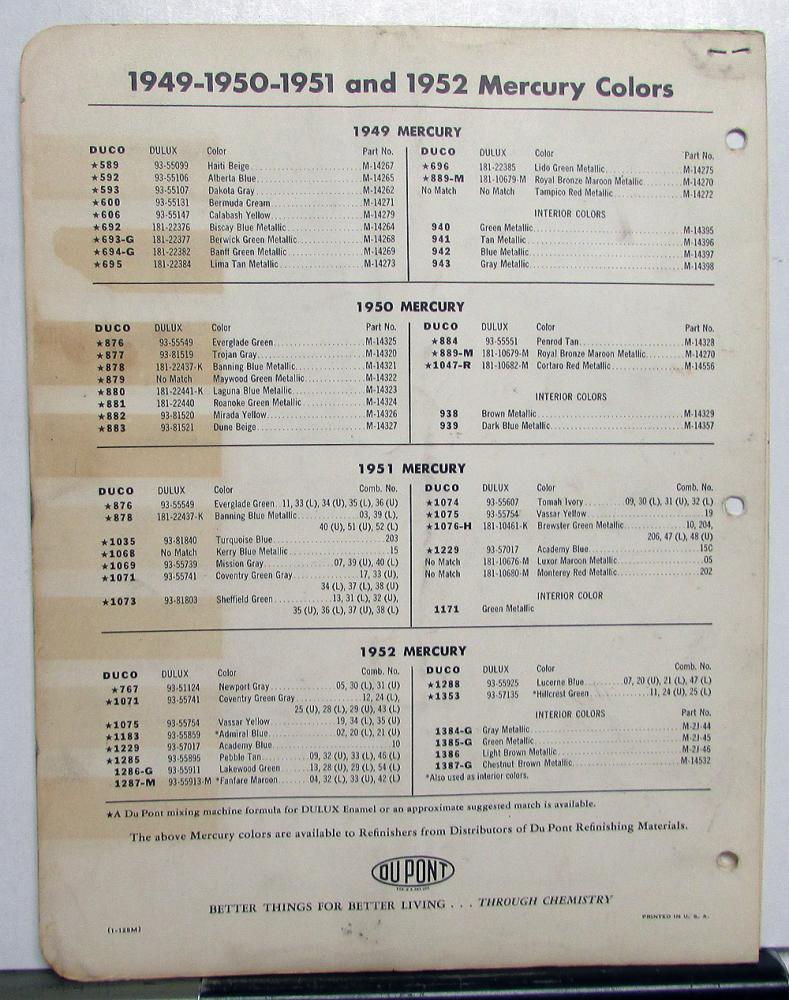 1949-1950-1951 and 1952 Mercury Colors
1949 MERCURY
DUCO DULUX Color Part No.
★589 93-55099 Haiti Beige M-14267
★592 93-55106 Alberta Blue M-14265
★593 93-55107 Dakota Gray M-14262
★600 93-55131 Bermuda Cream M-14271
★606 93-55147 Calabash Yellow M-14279
★692 181-22376 Biscay Blue Metallic M-14264
★693-G 181-22377 Berwick Green Metallic M-14268
★694-G 181-22382 Banff Green Metallic M-14269
★695 181-22384 Lima Tan Metallic M-14273
DUCO DULUX Color Part No.
★696 181-22385 Lido Green Metallic M-14275
★889-M 181-10679-M Royal Bronze Maroon Metallic M-14270
No Match No Match Tampico Red Metallic M-14272
INTERIOR COLORS
940 Green Metallic M-14395
941 Tan Metallic M-14396
942 Blue Metallic M-14397
943 Gray Metallic M-14398
1950 MERCURY
DUCO DULUX Color Part No.
★876 93-55549 Everglade Green M-14325
★877 93-81519 Trojan Gray M-14320
★878 181-22437-K Banning Blue Metallic M-14321
★879 No Match Maywood Green Metallic M-14322
★880 181-22441-K Laguna Blue Metallic M-14323
★881 181-22440 Roanoke Green Metallic M-14324
★882 93-81520 Mirada Yellow M-14326
★883 93-81521 Dune Beige M-14327
DUCO DULUX Color Part No.
★884 93-55551 Penrod Tan M-14328
★889-M 181-10679-M Royal Bronze Maroon Metallic M-14270
★1047-R 181-10682-M Cortaro Red Metallic M-14556
INTERIOR COLORS
938 Brown Metallic M-14329
939 Dark Blue Metallic M-14357
1951 MERCURY
DUCO DULUX Color Comb. No.
★876 93-55549 Everglade Green 11, 33 (L), 34 (U), 35 (L), 36 (U)
★878 181-22437-K Banning Blue Metallic 03, 39 (L),
40 (U), 51 (U), 52 (L)
★1035 93-81840 Turquoise Blue 203
★1068 No Match Kerry Blue Metallic 15
★1069 93-55739 Mission Gray 07, 39 (U), 40 (L)
★1071 93-55741 Coventry Green Gray 17, 33 (U),
34 (L), 37 (L), 38 (U)
★1073 93-81803 Sheffield Green 13, 31 (L), 32 (U),
35 (U), 36 (L), 37 (U), 38 (L)
DUCO DULUX Color Comb. No.
★1074 93-55607 Tomah Ivory 09, 30 (L), 31 (U), 32 (L)
★1075 93-55754 Vassar Yellow 19
★1076-H 181-10461-K Brewster Green Metallic 10, 204,
206, 47 (L), 48 (U)
★1229 93-57017 Academy Blue 15C
No Match 181-10676-M Luxor Maroon Metallic 05
No Match 181-10680-M Monterey Red Metallic 202
INTERIOR COLOR
1171 Green Metallic
1952 MERCURY
DUCO DULUX Color Comb. No.
★767 93-51124 Newport Gray 05, 30 (L), 31 (U)
★1071 93-55741 Coventry Green Gray 12, 24 (L),
25 (U), 28 (L), 29 (U), 43 (L)
★1075 93-55754 Vassar Yellow 19, 34 (L), 35 (U)
★1183 93-55859 *Admiral Blue 02, 20 (L), 21 (U)
★1229 93-57017 Academy Blue 10
★1285 93-55895 Pebble Tan 09, 32 (U), 33 (L), 46 (L)
1286-G 93-55911 Lakewood Green 13, 28 (U), 29 (L), 54 (L)
1287-M 93-55913-M *Fanfare Maroon 04, 32 (L), 33 (U), 42 (L)
DUCO DULUX Color Comb. No.
★1288 93-55925 Lucerne Blue 07, 20 (U), 21 (L), 47 (L)
★1353 93-57135 *Hillcrest Green 11, 24 (U), 25 (L)
INTERIOR COLORS Part No.
1384-G Gray Metallic M-2J-44
1385-G Green Metallic M-2J-45
1386 Light Brown Metallic M-2J-46
1387-G Chestnut Brown Metallic M-14532
*Also used as interior colors.
★A Du Pont mixing machine formula for DULUX Enamel or an approximate suggested match is available.
The above Mercury colors are available to Refinishers from Distributors of Du Pont Refinishing Materials.
DU PONT
BETTER THINGS FOR BETTER LIVING . . . THROUGH CHEMISTRY
PRINTED IN U. S. A.
(1-128M)